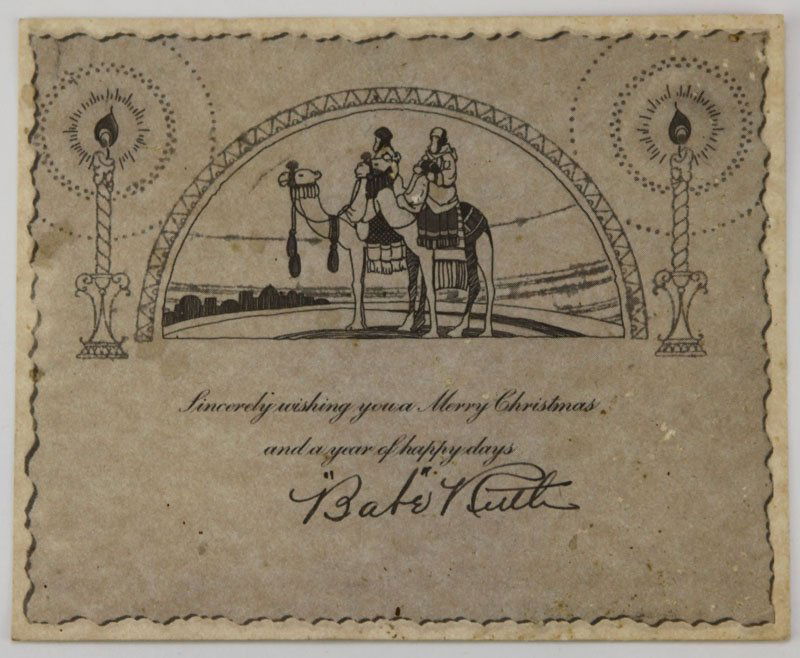 Sincerely wishing you a Merry Christmas
and a year of happy days
"Babe" Ruth